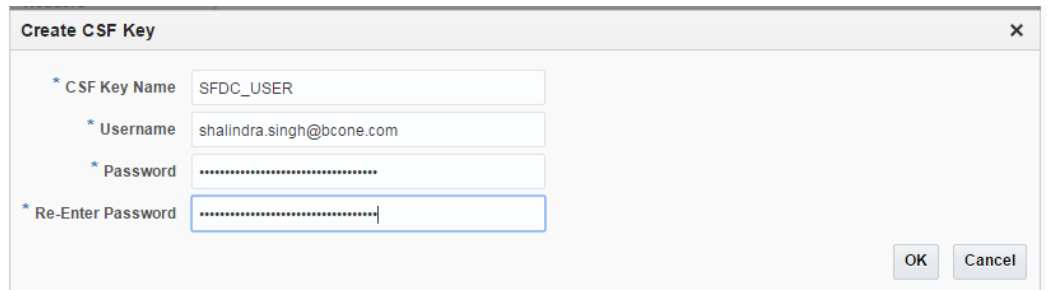 Create CSF Key ×
* CSF Key Name SFDC_USER
* Username shalindra.singh@bcone.com
* Password ••••••••••••••••••••••••••••••••••
* Re-Enter Password ••••••••••••••••••••••••••••••••••
OK Cancel